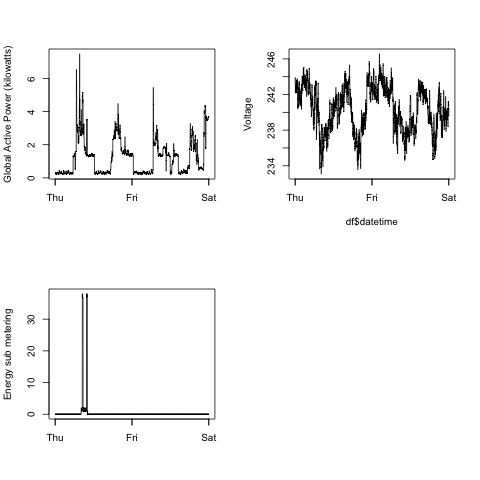 Global Active Power (kilowatts)
6
4
2
0
Thu
Fri
Sat
Voltage
246
242
238
234
Thu
Fri
Sat
df$datetime
Energy sub metering
30
20
10
0
Thu
Fri
Sat